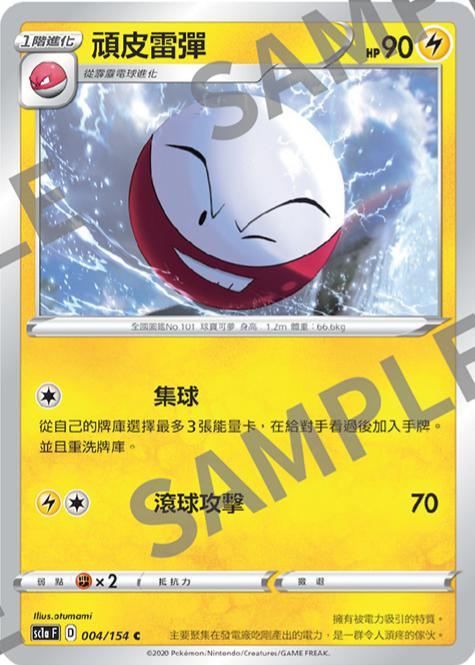 1階進化
頑皮雷彈
HP 90
從霹靂電球進化
SAMPLE
全國圖鑑No.101 球寶可夢 身高：1.2m 體重：66.6kg
集球
從自己的牌庫選擇最多3張能量卡，在給對手看過後加入手牌。
並且重洗牌庫。
SAMPLE
滾球攻擊 70
弱點 ×2 抵抗力 撤退
Illus.otumami
sc1a F D 004/154 C
擁有被電力吸引的特質。
主要聚集在發電廠吃剛產出的電力，是一群令人頭疼的傢伙。
©2020 Pokémon/Nintendo/Creatures/GAME FREAK.